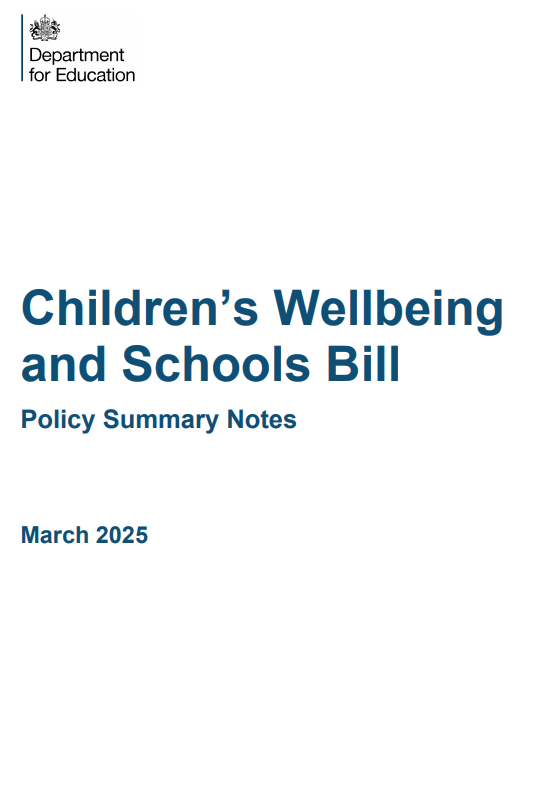 Department
for Education
Children’s Wellbeing
and Schools Bill
Policy Summary Notes
March 2025